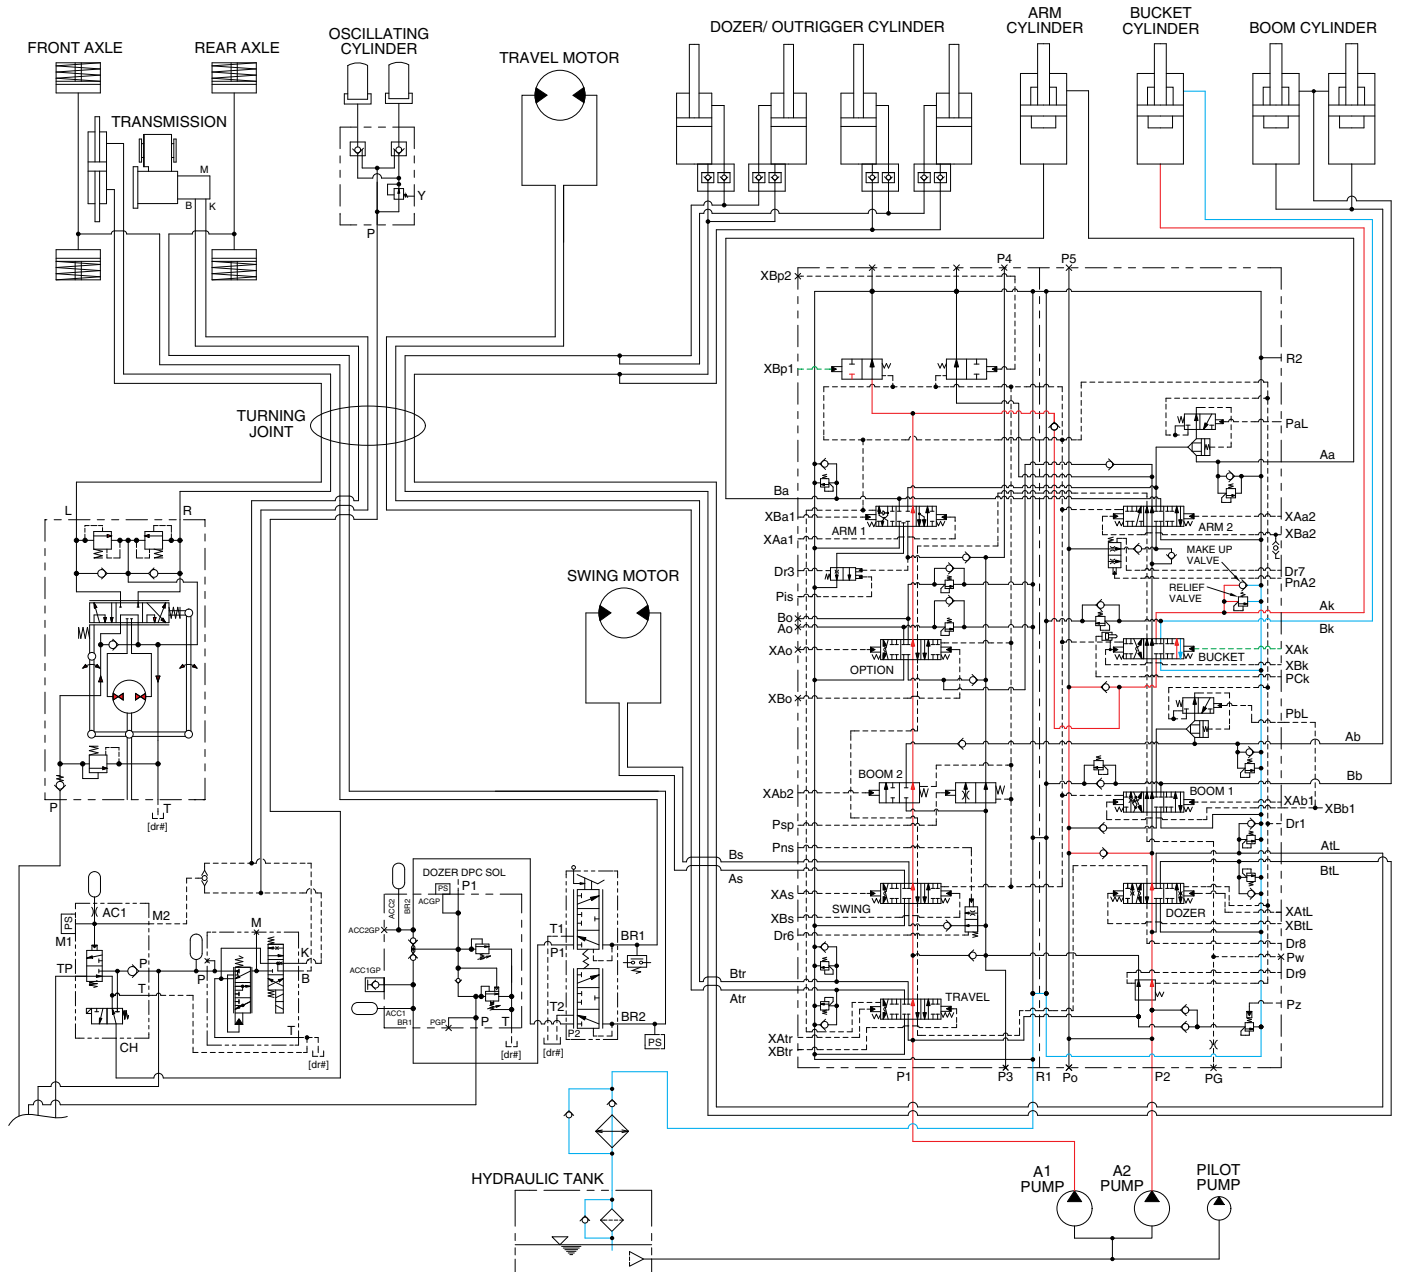 FRONT AXLE
REAR AXLE
OSCILLATING
CYLINDER
TRAVEL MOTOR
DOZER/ OUTRIGGER CYLINDER
ARM
CYLINDER
BUCKET
CYLINDER
BOOM CYLINDER
TRANSMISSION
M
B
K
Y
P
TURNING
JOINT
XBp2
P4
P5
XBp1
R2
PaL
Aa
Ba
XBa1
ARM 1
XAa1
ARM 2
XAa2
XBa2
MAKE UP
VALVE
RELIEF
VALVE
Dr3
Pis
Dr7
PnA2
Bo
Ao
Ak
Bk
XAo
OPTION
BUCKET
XAk
XBk
PCk
XBo
PbL
Ab
Bb
BOOM 2
BOOM 1
XAb2
XAb1
XBb1
Psp
Dr1
Pns
AtL
BtL
Bs
As
XAs
SWING
XBs
Dr6
DOZER
XAtL
XBtL
Dr8
Pw
Dr9
Btr
Atr
TRAVEL
Pz
XAtr
XBtr
P1
P3
R1
Po
P2
PG
SWING MOTOR
L
R
P
T
[dr#]
AC1
M2
PS
M1
TP
P
T
CH
M
P
K
B
T
[dr#]
DOZER DPC SOL
PS
P1
ACGP
ACC2
BR2
ACC2GP
ACC1GP
ACC1
BR1
PGP
P
T
[dr#]
T1
P1
BR1
T2
P2
BR2
[dr#]
PS
HYDRAULIC TANK
A1
PUMP
A2
PUMP
PILOT
PUMP